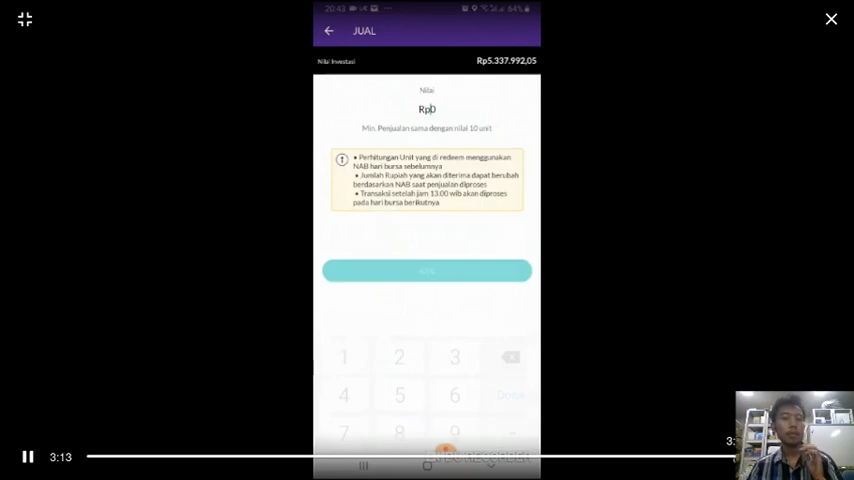 20:43
64%
JUAL
Nilai Investasi Rp5.337.992,05
Nilai
Rp0
Min. Penjualan sama dengan nilai 10 unit
• Perhitungan Unit yang di redeem menggunakan
NAB hari bursa sebelumnya
• Jumlah Rupiah yang akan diterima dapat berubah
berdasarkan NAB saat penjualan diproses
• Transaksi setelah jam 13.00 wib akan diproses
pada hari bursa berikutnya
1 2 3
4 5 6 Done
7 8 9
RECORDER
3:13
3: